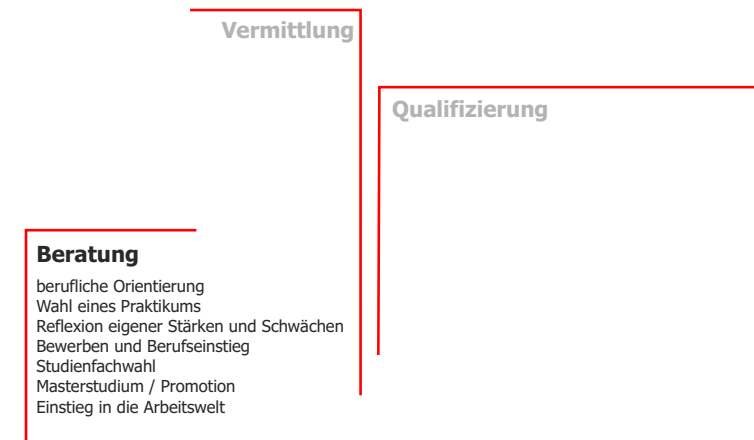 Vermittlung
Qualifizierung
Beratung
berufliche Orientierung
Wahl eines Praktikums
Reflexion eigener Stärken und Schwächen
Bewerben und Berufseinstieg
Studienfachwahl
Masterstudium / Promotion
Einstieg in die Arbeitswelt